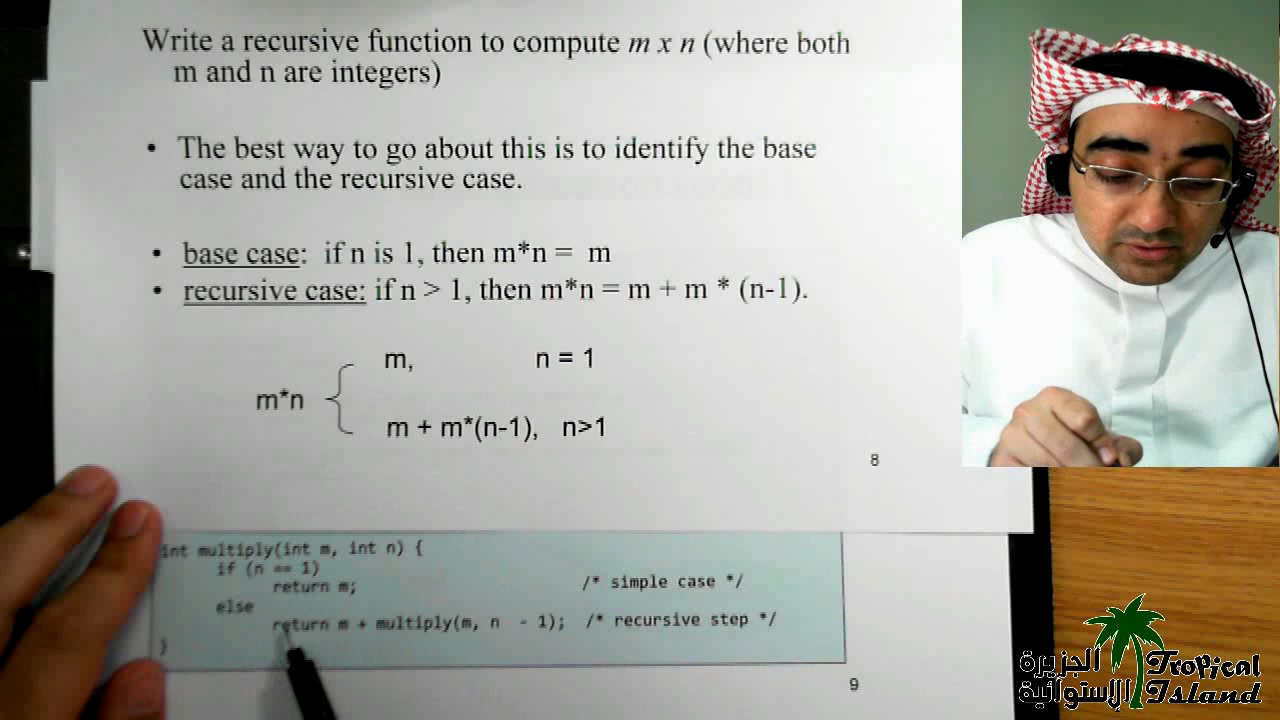 Write a recursive function to compute m x n (where both
m and n are integers)
• The best way to go about this is to identify the base
case and the recursive case.
• base case: if n is 1, then m*n = m
• recursive case: if n > 1, then m*n = m + m * (n-1).
m, n = 1
m*n
m + m*(n-1), n>1
8
int multiply(int m, int n) {
if (n == 1)
return m; /* simple case */
else
return m + multiply(m, n - 1); /* recursive step */
}
9
الجزيرة
الإستوائية
Tropical
Island